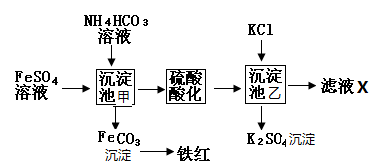 NH4HCO3
溶液
KCl
FeSO4
溶液
沉淀
池甲
硫酸
酸化
沉淀
池乙
滤液X
FeCO3
沉淀
铁红
K2SO4沉淀